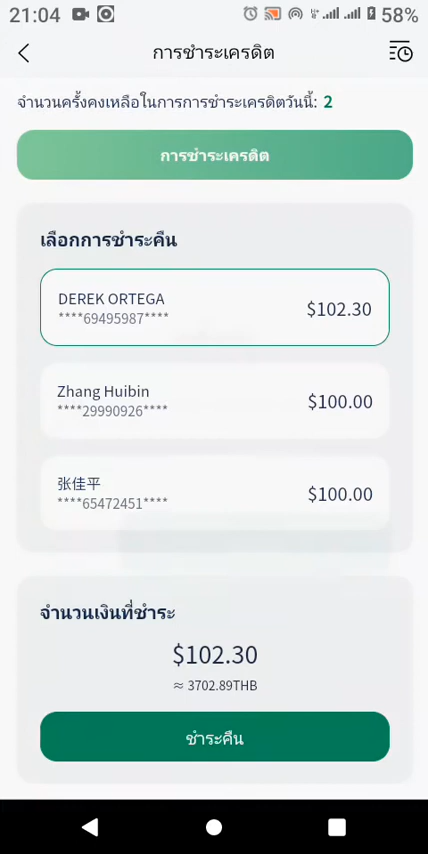 21:04
58%
การชำระเครดิต
จำนวนครั้งคงเหลือในการการชำระเครดิตวันนี้: 2
การชำระเครดิต
เลือกการชำระคืน
DEREK ORTEGA
****69495987****
$102.30
Zhang Huibin
****29990926****
$100.00
张佳平
****65472451****
$100.00
จำนวนเงินที่ชำระ
$102.30
≈ 3702.89THB
ชำระคืน